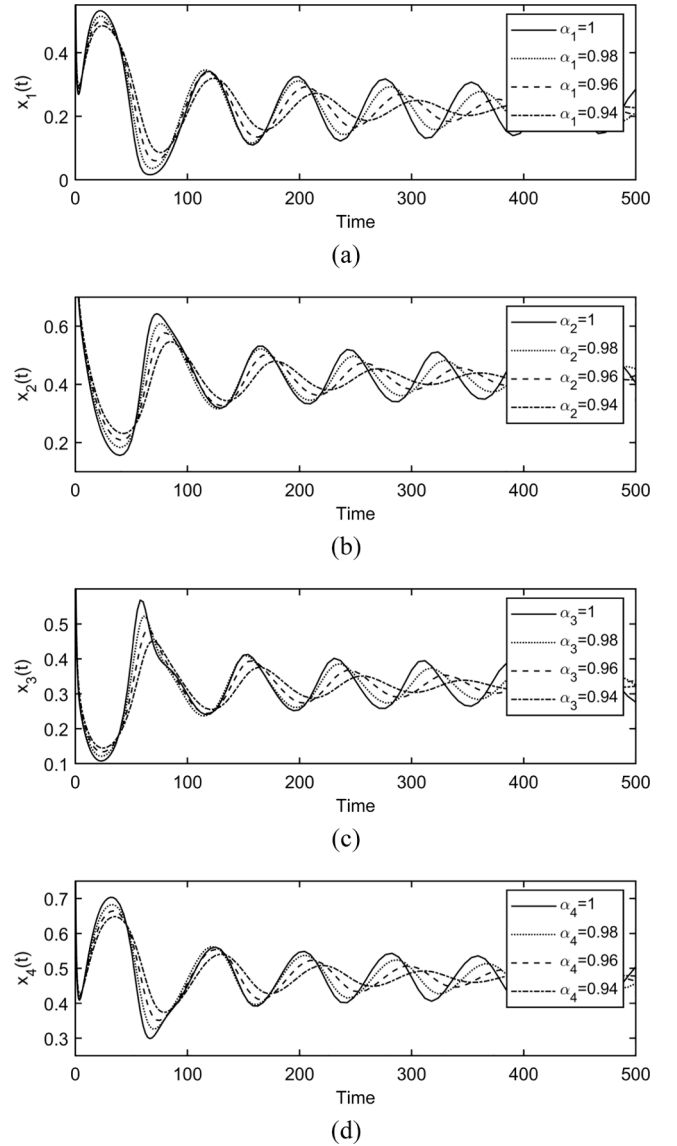 x₁(t)
0.4
0.2
0
α₁=1
α₁=0.98
α₁=0.96
α₁=0.94
0 100 200 300 400 500
Time
(a)
x₂(t)
0.6
0.4
0.2
α₂=1
α₂=0.98
α₂=0.96
α₂=0.94
0 100 200 300 400 500
Time
(b)
x₃(t)
0.5
0.4
0.3
0.2
0.1
α₃=1
α₃=0.98
α₃=0.96
α₃=0.94
0 100 200 300 400 500
Time
(c)
x₄(t)
0.7
0.6
0.5
0.4
0.3
α₄=1
α₄=0.98
α₄=0.96
α₄=0.94
0 100 200 300 400 500
Time
(d)